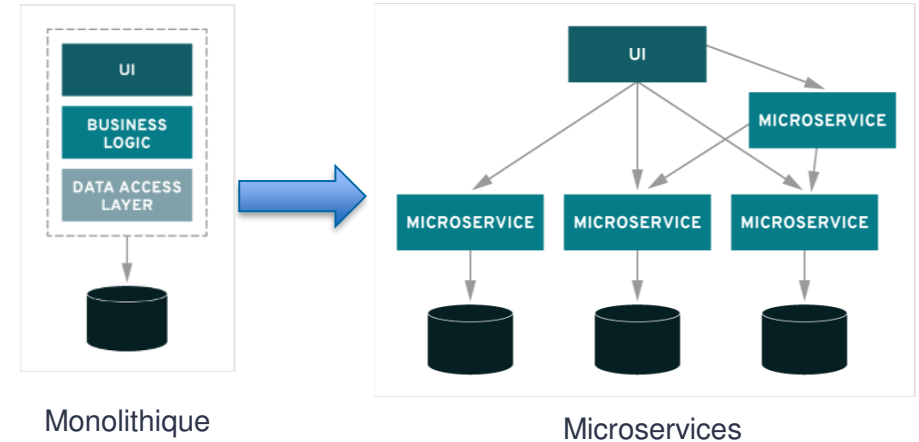 UI
BUSINESS
LOGIC
DATA ACCESS
LAYER
Monolithique
UI
MICROSERVICE
MICROSERVICE
MICROSERVICE
MICROSERVICE
Microservices